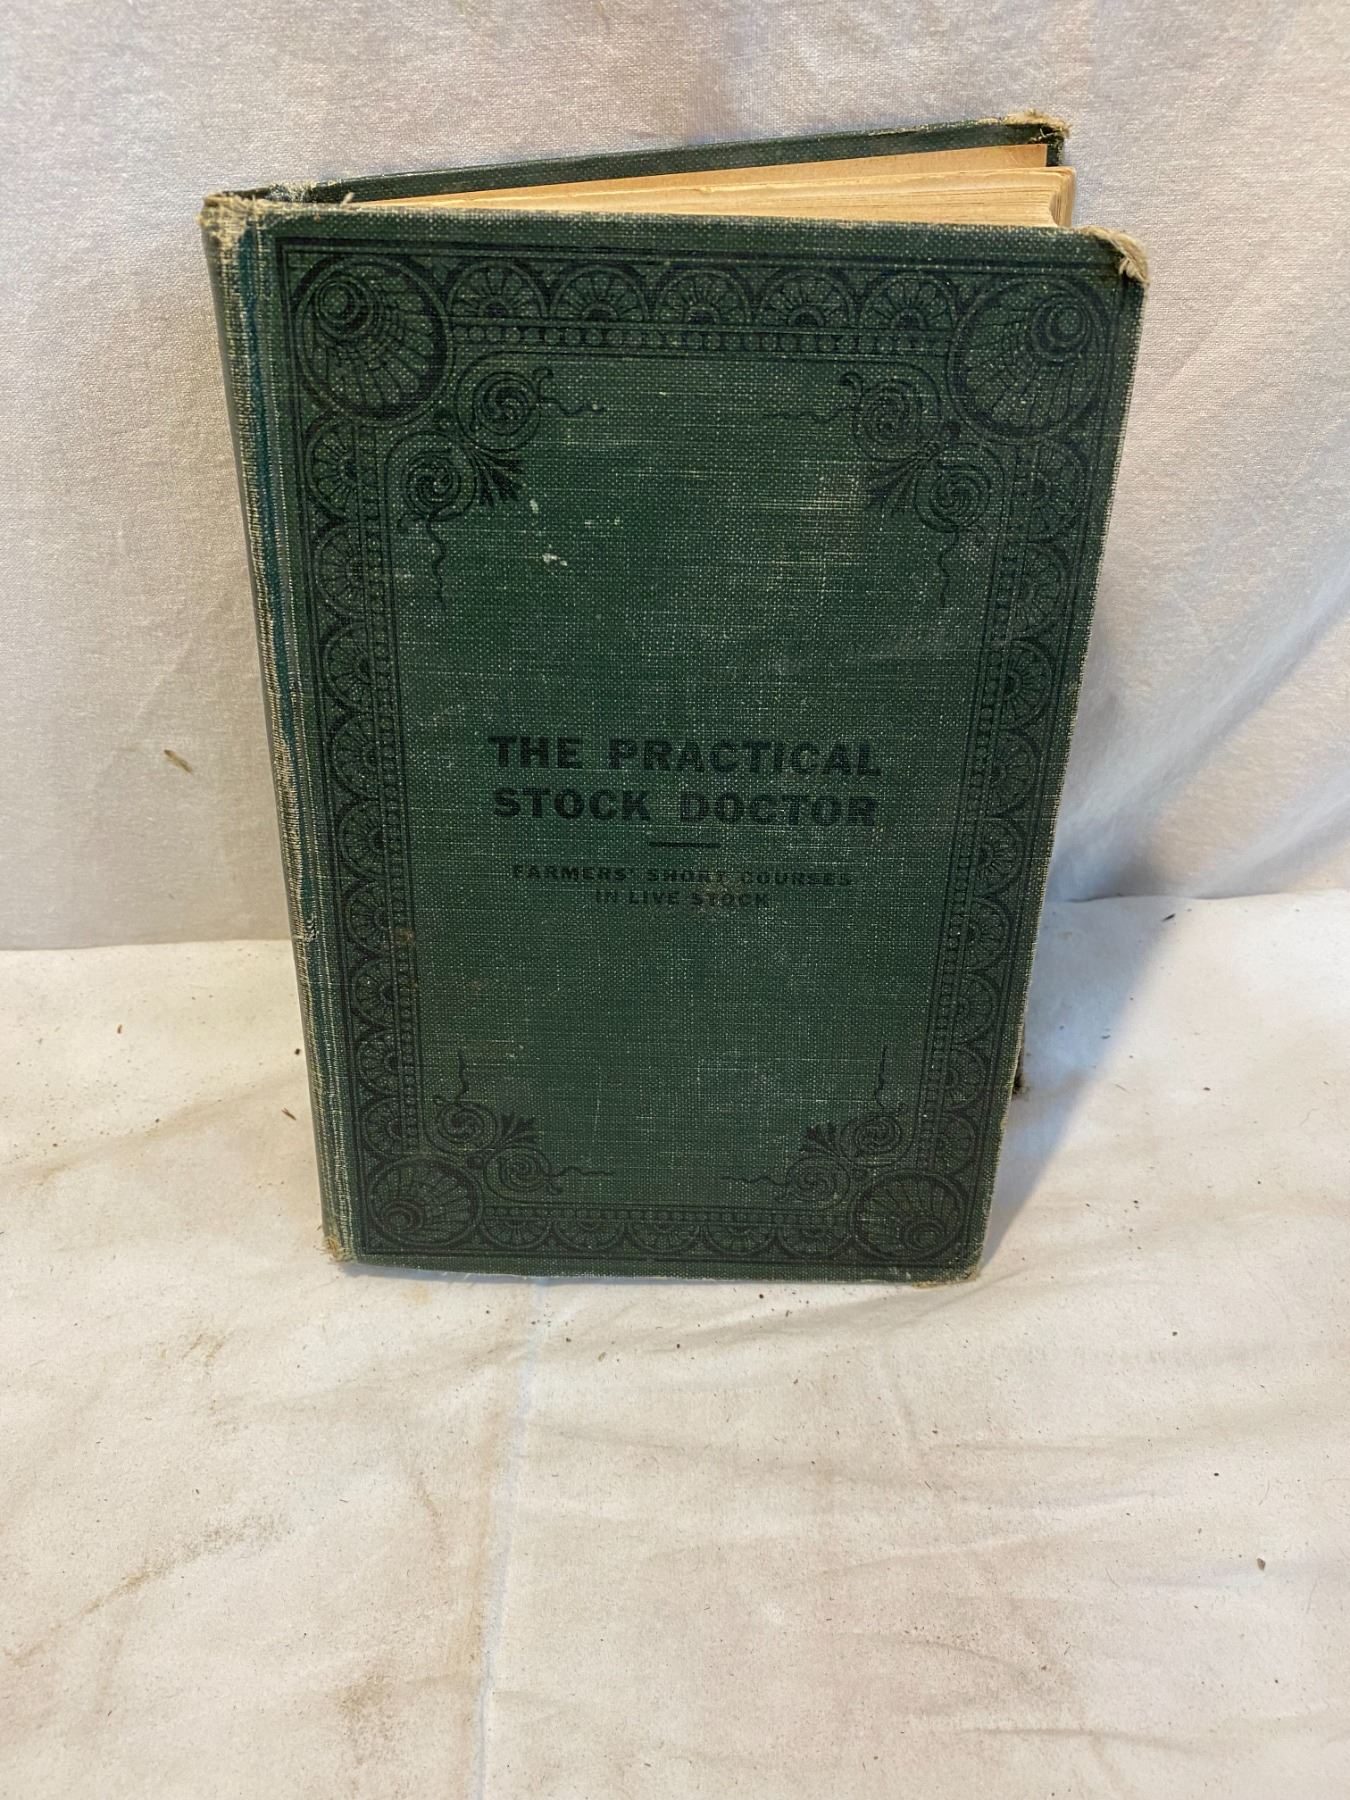 THE PRACTICAL
STOCK DOCTOR
FARMERS' SHORT COURSES
IN LIVE STOCK